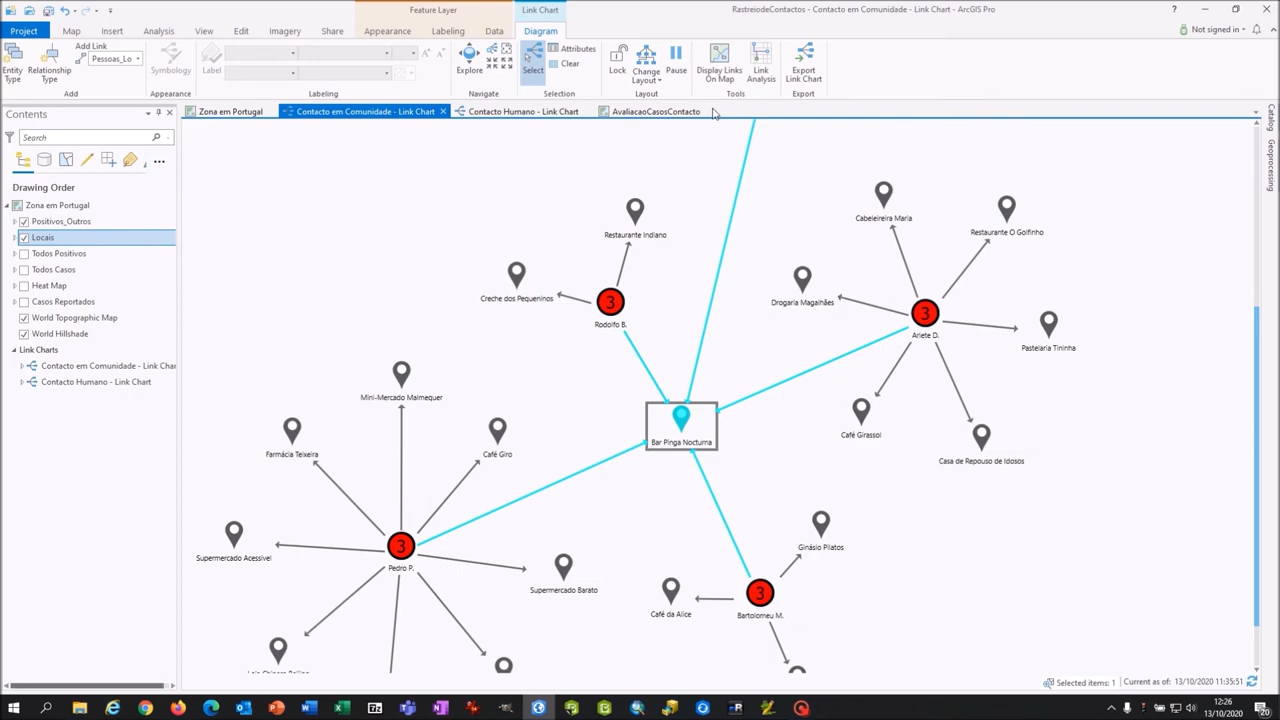 Feature Layer
Link Chart
RastreiodeContactos - Contacto em Comunidade - Link Chart - ArcGIS Pro
Project
Map
Insert
Analysis
View
Edit
Imagery
Share
Appearance
Labeling
Data
Diagram
Not signed in
Entity Type
Relationship Type
Add Link
Pessoas_Lo
Symbology
Label
Explore
Select
Attributes
Clear
Lock
Change Layout
Pause
Display Links On Map
Link Analysis
Export Link Chart
Add
Appearance
Labeling
Navigate
Selection
Layout
Tools
Export
Contents
Zona em Portugal
Contacto em Comunidade - Link Chart
Contacto Humano - Link Chart
AvaliacaoCasosContacto
Catalog
Geoprocessing
Search
Drawing Order
Zona em Portugal
Positivos_Outros
Locais
Todos Positivos
Todos Casos
Heat Map
Casos Reportados
World Topographic Map
World Hillshade
Link Charts
Contacto em Comunidade - Link Char
Contacto Humano - Link Chart
Cabeleireira Maria
Restaurante O Golfinho
Restaurante Indiano
Creche dos Pequeninos
3
Rodolfo B.
Drogaria Magalhães
3
Arlete D.
Pastelaria Tininha
Mini-Mercado Malmequer
Café Girassol
Bar Pinga Nocturna
Farmácia Teixeira
Café Giro
Casa de Repouso de Idosos
Supermercado Acessivel
3
Pedro P.
Supermercado Barato
Ginásio Pilatos
Café da Alice
3
Bartolomeu M.
Selected items: 1
Current as of: 13/10/2020 11:35:51
12:26
13/10/2020
20